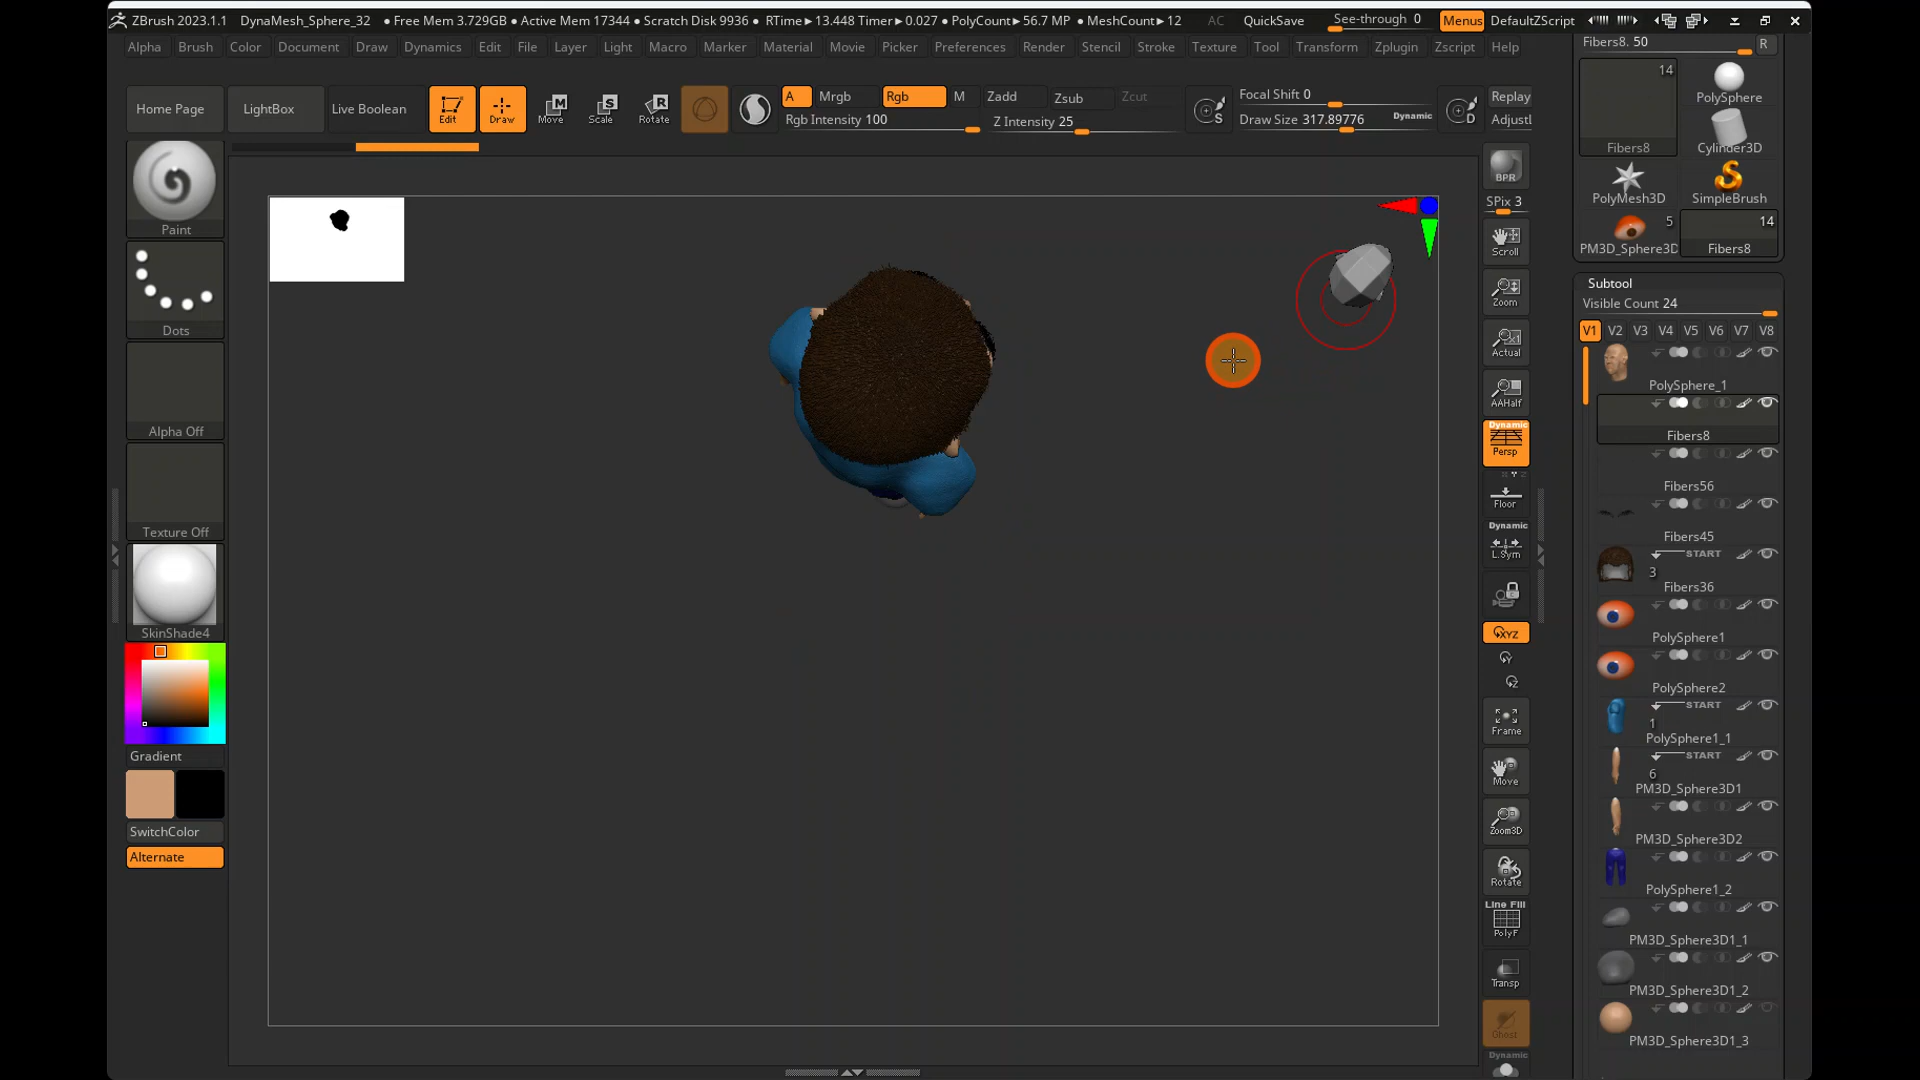 ZBrush 2023.1.1 DynaMesh_Sphere_32 ● Free Mem 3.729GB ● Active Mem 17344 ● Scratch Disk 9936 ● RTime▸13.448 Timer▸0.027 ● PolyCount▸56.7 MP ● MeshCount▸12 AC QuickSave See-through 0 Menus DefaultZScript
Alpha Brush Color Document Draw Dynamics Edit File Layer Light Macro Marker Material Movie Picker Preferences Render Stencil Stroke Texture Tool Transform Zplugin Zscript Help
Fibers8. 50 R
Home Page LightBox Live Boolean Edit Draw Move Scale Rotate
A Mrgb Rgb M Zadd Zsub Zcut Focal Shift 0 Replay
Rgb Intensity 100 Z Intensity 25 Draw Size 317.89776 Dynamic AdjustL
14
Fibers8
PolySphere
Cylinder3D
PolyMesh3D
SimpleBrush
5
PM3D_Sphere3D
14
Fibers8
Paint
Dots
Alpha Off
Texture Off
SkinShade4
Gradient
SwitchColor
Alternate
BPR
SPix 3
Scroll
Zoom
Actual
AAHalf
Dynamic
Persp
Floor
Dynamic
L.Sym
XYZ
Y
Z
Frame
Move
Zoom3D
Rotate
Line Fill
PolyF
Transp
Ghost
Dynamic
Subtool
Visible Count 24
V1 V2 V3 V4 V5 V6 V7 V8
PolySphere_1
Fibers8
Fibers56
Fibers45
START
3
Fibers36
PolySphere1
PolySphere2
START
1
PolySphere1_1
START
6
PM3D_Sphere3D1
PM3D_Sphere3D2
PolySphere1_2
PM3D_Sphere3D1_1
PM3D_Sphere3D1_2
PM3D_Sphere3D1_3